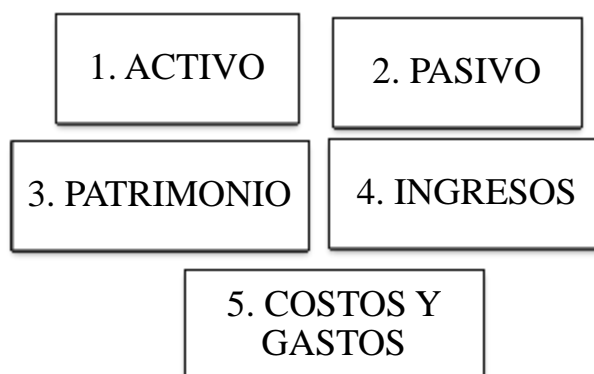 1. ACTIVO
2. PASIVO
3. PATRIMONIO
4. INGRESOS
5. COSTOS Y
GASTOS